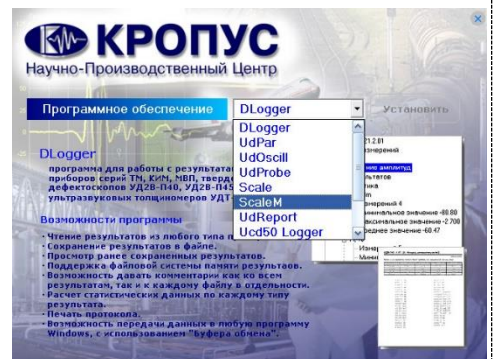 КРОПУС
Научно-Производственный Центр
Программное обеспечение
DLogger
Установить
DLogger
UdPar
UdOscill
UdProbe
Scale
ScaleM
UdReport
Ucd50 Logger
DLogger
программа для работы с результата
приборов серий ТМ, КИМ, МВП, тверд
дефектоскопов УД2В-П40, УД2В-П45
ультразвуковых толщиномеров УДТ-
Возможности программы
- Чтение результатов из любого типа п
- Сохранение результатов в файле.
- Просмотр ранее сохраненных результатов.
- Поддержка файловой системы памяти результаов.
- Возможность давать комментарии как ко всем
результатам, так и к каждому файлу в отдельности.
- Расчет статистических данных по каждому типу
результата.
- Печать протокола.
- Возможность передачи данных в любую программу
Windows, с использованием "Буфера обмена".